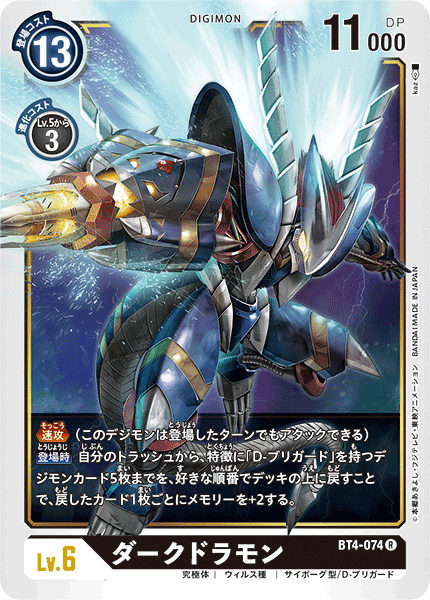 登場コスト
13
DIGIMON
DP
11000
進化コスト
Lv.5から
3
kaz
BANDAI MADE IN JAPAN
© 本郷あきよし・フジテレビ・東映アニメーション
速攻 (このデジモンは登場したターンでもアタックできる)
登場時 自分のトラッシュから、特徴に「D-ブリガード」を持つデ
ジモンカード5枚までを、好きな順番でデッキの上に戻すこと
で、戻したカード1枚ごとにメモリーを+2する。
Lv.6
ダークドラモン
BT4-074 R
究極体 | ウィルス種 | サイボーグ型/D-ブリガード